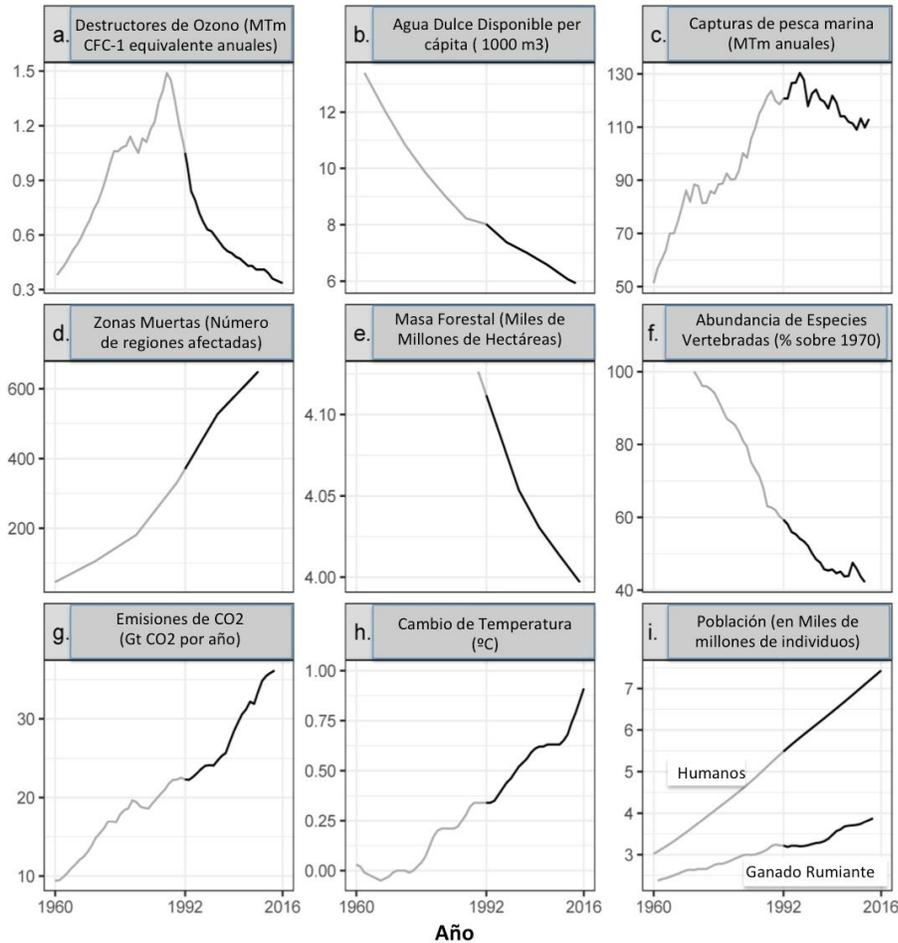 a. Destructores de Ozono (MTm
CFC-1 equivalente anuales)
b. Agua Dulce Disponible per
cápita ( 1000 m3)
c. Capturas de pesca marina
(MTm anuales)
1.5
1.2
0.9
0.6
0.3
12
10
8
6
130
110
90
70
50
d. Zonas Muertas (Número
de regiones afectadas)
e. Masa Forestal (Miles de
Millones de Hectáreas)
f. Abundancia de Especies
Vertebradas (% sobre 1970)
600
400
200
4.10
4.05
4.00
100
80
60
40
g. Emisiones de CO2
(Gt CO2 por año)
h. Cambio de Temperatura
(ºC)
i. Población (en Miles de
millones de individuos)
30
20
10
1.00
0.75
0.50
0.25
0.00
7
6
5
4
3
Humanos
Ganado Rumiante
1960 1992 2016
1960 1992 2016
1960 1992 2016
Año